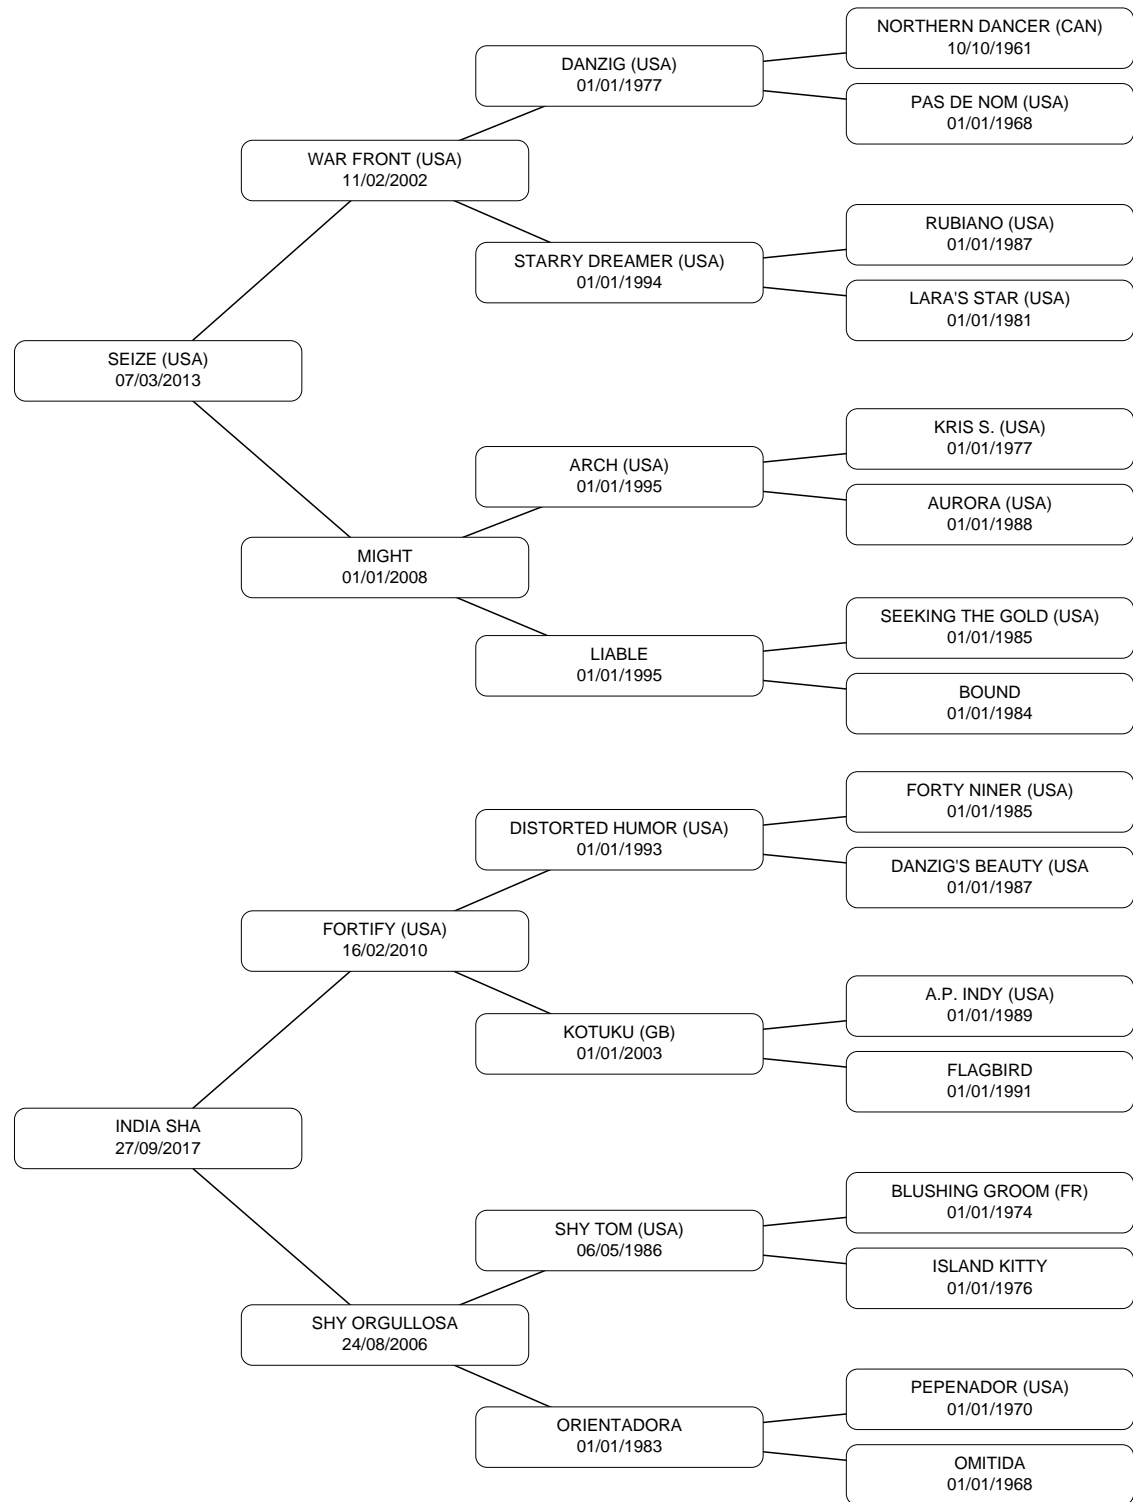 NORTHERN DANCER (CAN)
10/10/1961
DANZIG (USA)
01/01/1977
PAS DE NOM (USA)
01/01/1968
WAR FRONT (USA)
11/02/2002
RUBIANO (USA)
01/01/1987
STARRY DREAMER (USA)
01/01/1994
LARA'S STAR (USA)
01/01/1981
SEIZE (USA)
07/03/2013
KRIS S. (USA)
01/01/1977
ARCH (USA)
01/01/1995
AURORA (USA)
01/01/1988
MIGHT
01/01/2008
SEEKING THE GOLD (USA)
01/01/1985
LIABLE
01/01/1995
BOUND
01/01/1984
FORTY NINER (USA)
01/01/1985
DISTORTED HUMOR (USA)
01/01/1993
DANZIG'S BEAUTY (USA
01/01/1987
FORTIFY (USA)
16/02/2010
A.P. INDY (USA)
01/01/1989
KOTUKU (GB)
01/01/2003
FLAGBIRD
01/01/1991
INDIA SHA
27/09/2017
BLUSHING GROOM (FR)
01/01/1974
SHY TOM (USA)
06/05/1986
ISLAND KITTY
01/01/1976
SHY ORGULLOSA
24/08/2006
PEPENADOR (USA)
01/01/1970
ORIENTADORA
01/01/1983
OMITIDA
01/01/1968